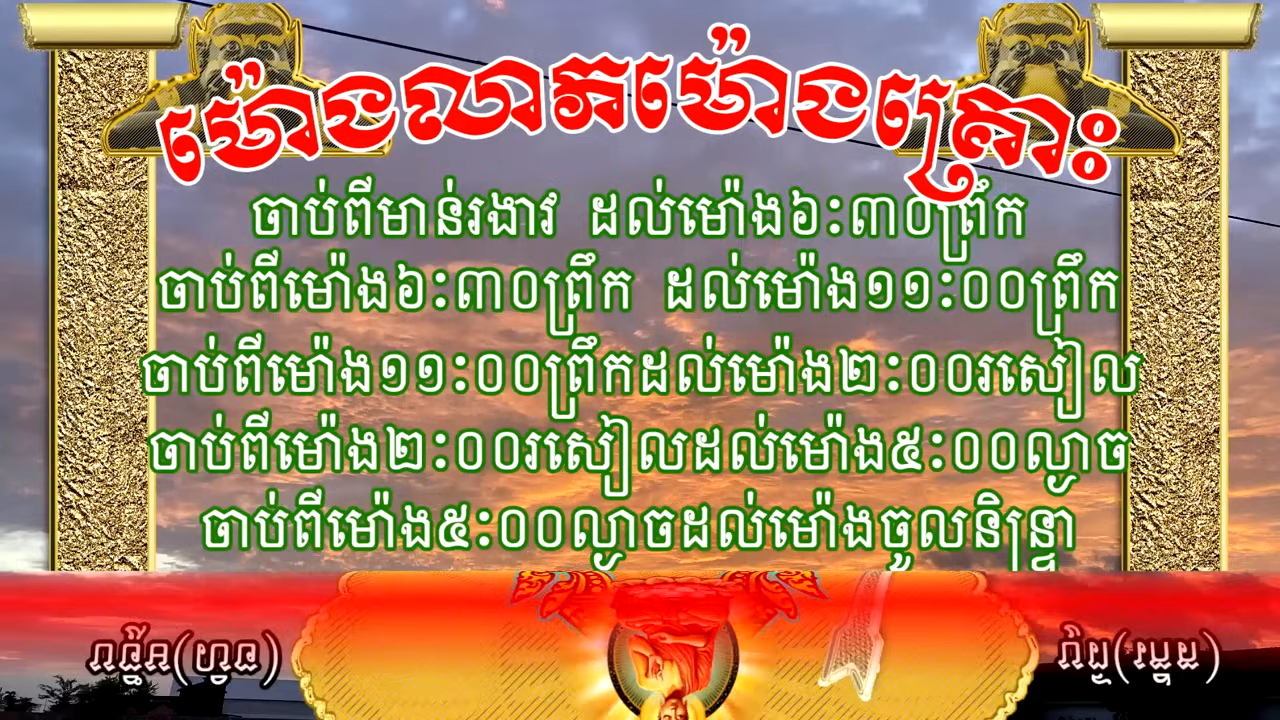 ម៉ោងលាភម៉ោងគ្រោះ
ចាប់ពីមាន់រងាវ ដល់ម៉ោង៦:៣០ព្រឹក
ចាប់ពីម៉ោង៦:៣០ព្រឹក ដល់ម៉ោង១១:០០ព្រឹក
ចាប់ពីម៉ោង១១:០០ព្រឹកដល់ម៉ោង២:០០រសៀល
ចាប់ពីម៉ោង២:០០រសៀលដល់ម៉ោង៥:០០ល្ងាច
ចាប់ពីម៉ោង៥:០០ល្ងាចដល់ម៉ោងចូលនិន្ទ្រា